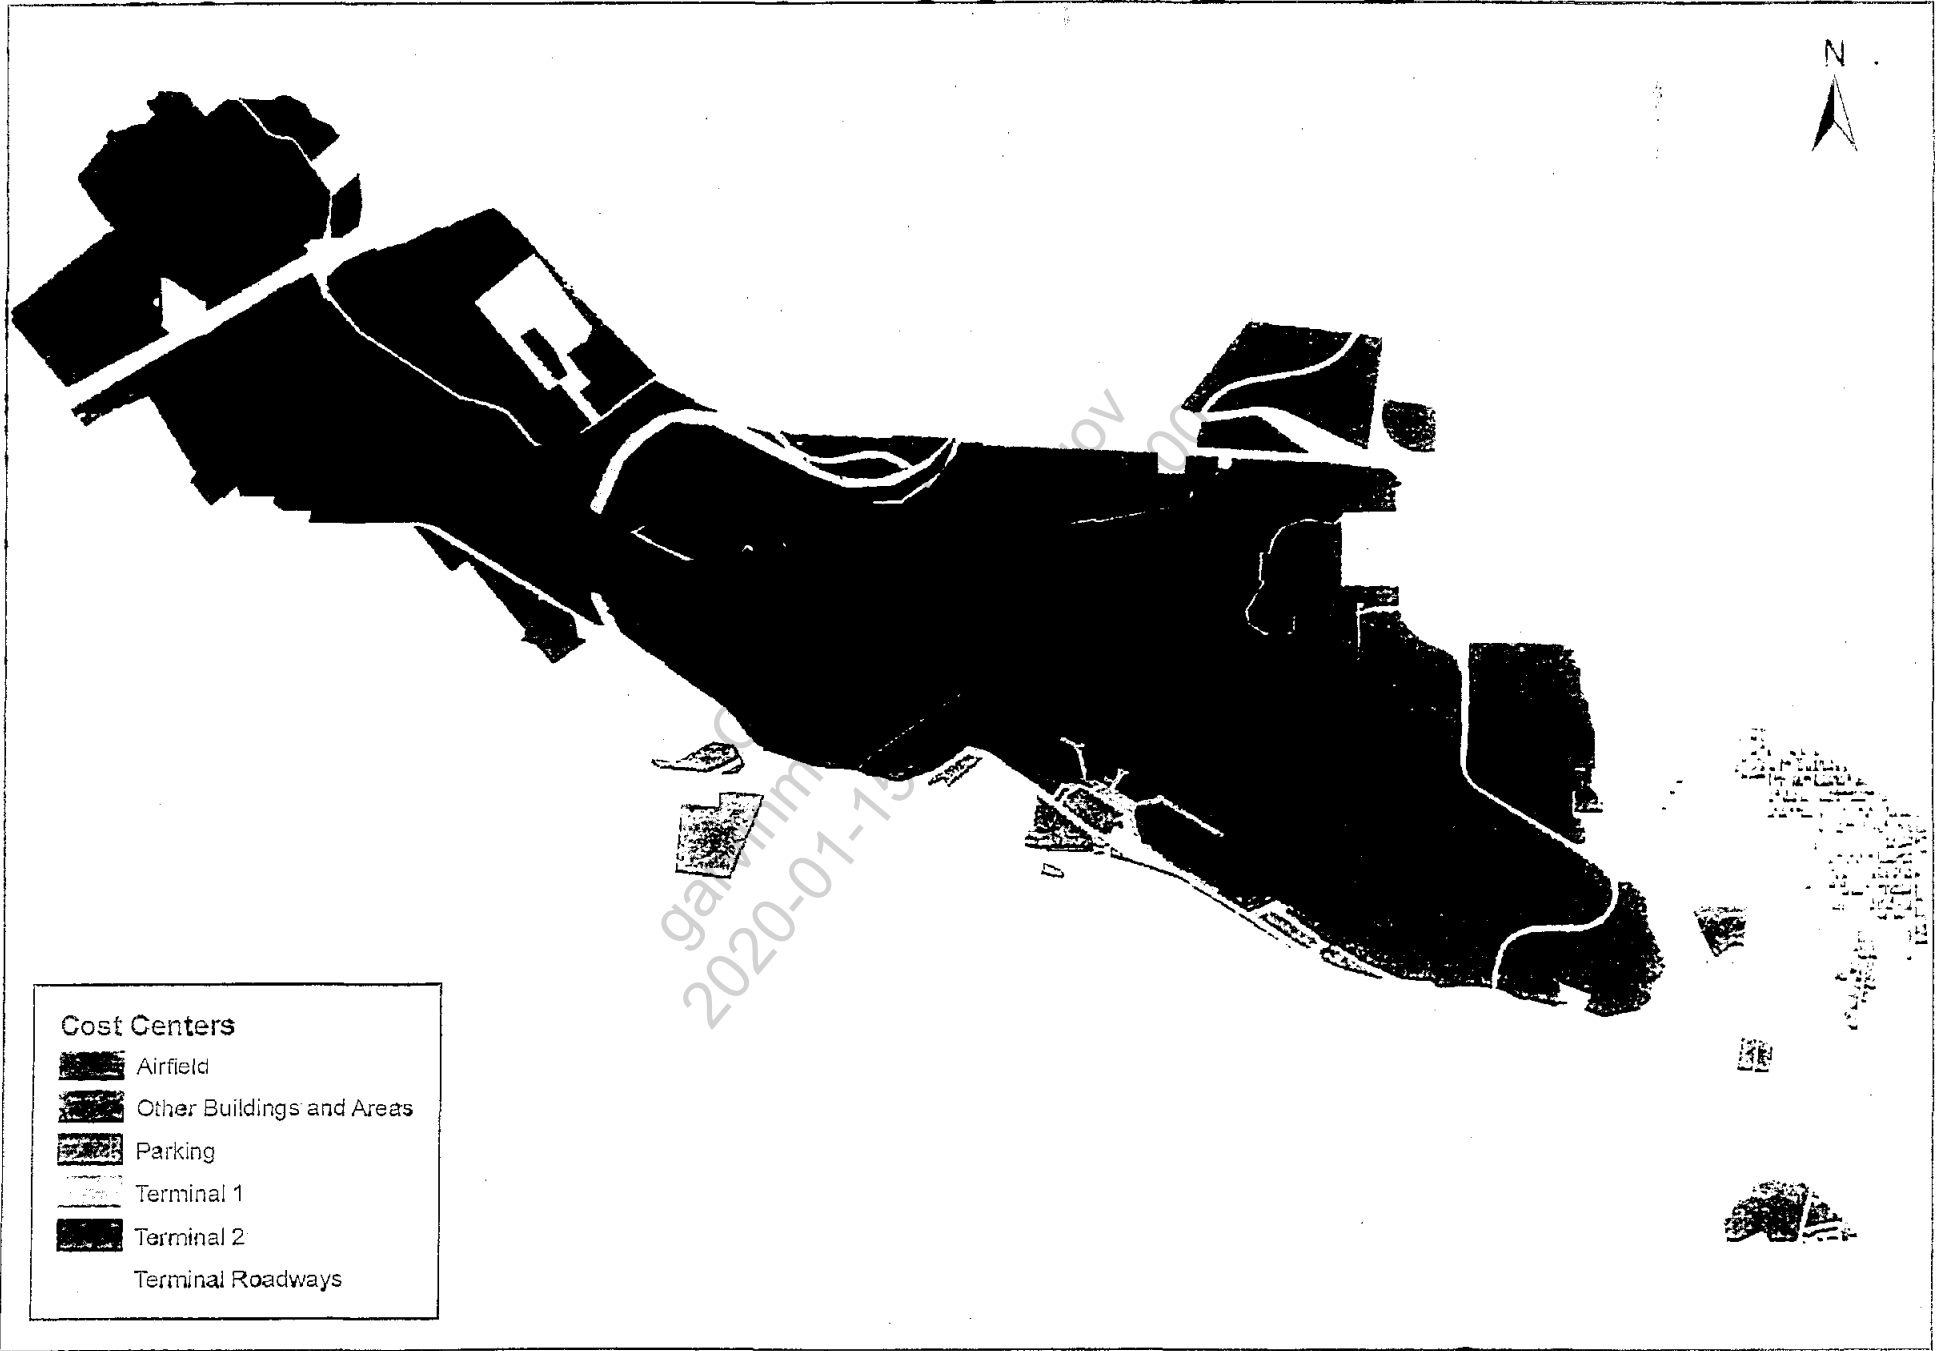 N
Cost Centers
Airfield
Other Buildings and Areas
Parking
Terminal 1
Terminal 2
Terminal Roadways